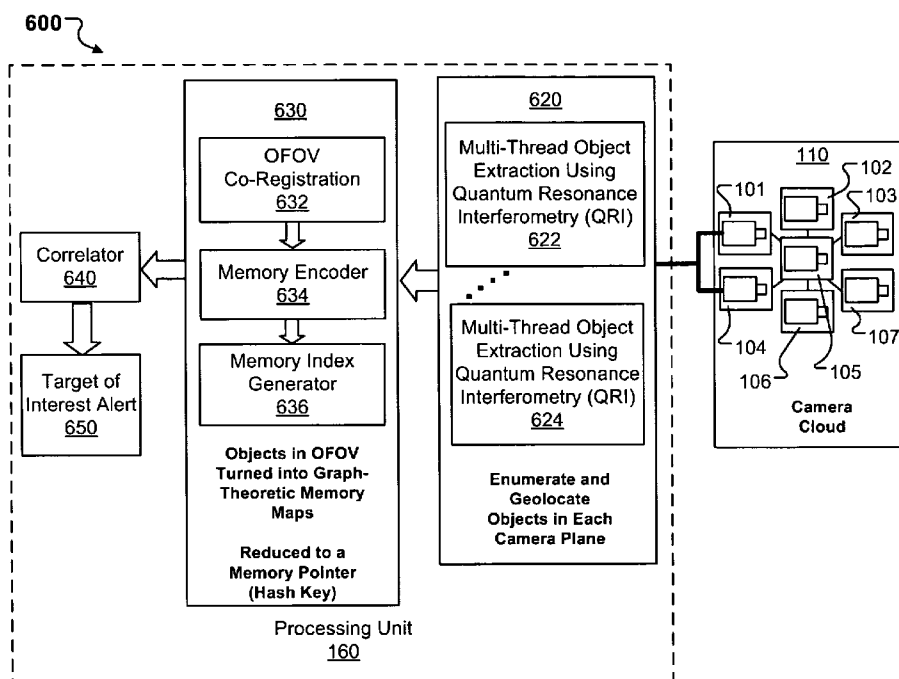 600
630
OFOV
Co-Registration
632
Memory Encoder
634
Memory Index
Generator
636
Objects in OFOV
Turned into Graph-
Theoretic Memory
Maps
Reduced to a
Memory Pointer
(Hash Key)
Correlator
640
Target of
Interest Alert
650
620
Multi-Thread Object
Extraction Using
Quantum Resonance
Interferometry (QRI)
622
Multi-Thread Object
Extraction Using
Quantum Resonance
Interferometry (QRI)
624
Enumerate and
Geolocate
Objects in Each
Camera Plane
Processing Unit
160
110
101
102
103
104
105
106
107
Camera
Cloud